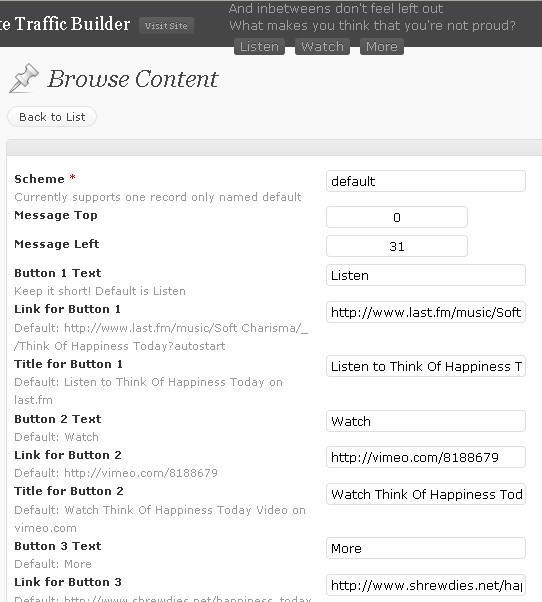 And inbetweens don't feel left out
te Traffic Builder Visit Site What makes you think that you're not proud?
Listen Watch More
Browse Content
Back to List
Scheme * default
Currently supports one record only named default
Message Top 0
Message Left 31
Button 1 Text Listen
Keep it short! Default is Listen
Link for Button 1 http://www.last.fm/music/Soft
Default: http://www.last.fm/music/Soft Charisma/_
/Think Of Happiness Today?autostart
Title for Button 1 Listen to Think Of Happiness T
Default: Listen to Think Of Happiness Today on
last.fm
Button 2 Text Watch
Default: Watch
Link for Button 2 http://vimeo.com/8188679
Default: http://vimeo.com/8188679
Title for Button 2 Watch Think Of Happiness Tod
Default: Watch Think Of Happiness Today Video on
vimeo.com
Button 3 Text More
Default: More
Link for Button 3 http://www.shrewdies.net/hap
Default: http://www.shrewdies.net/happiness_today